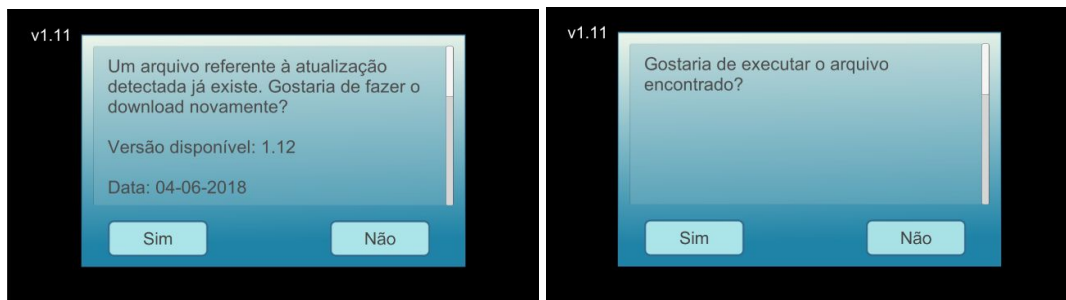 v1.11
Um arquivo referente à atualização
detectada já existe. Gostaria de fazer o
download novamente?
Versão disponível: 1.12
Data: 04-06-2018
Sim
Não
v1.11
Gostaria de executar o arquivo
encontrado?
Sim
Não